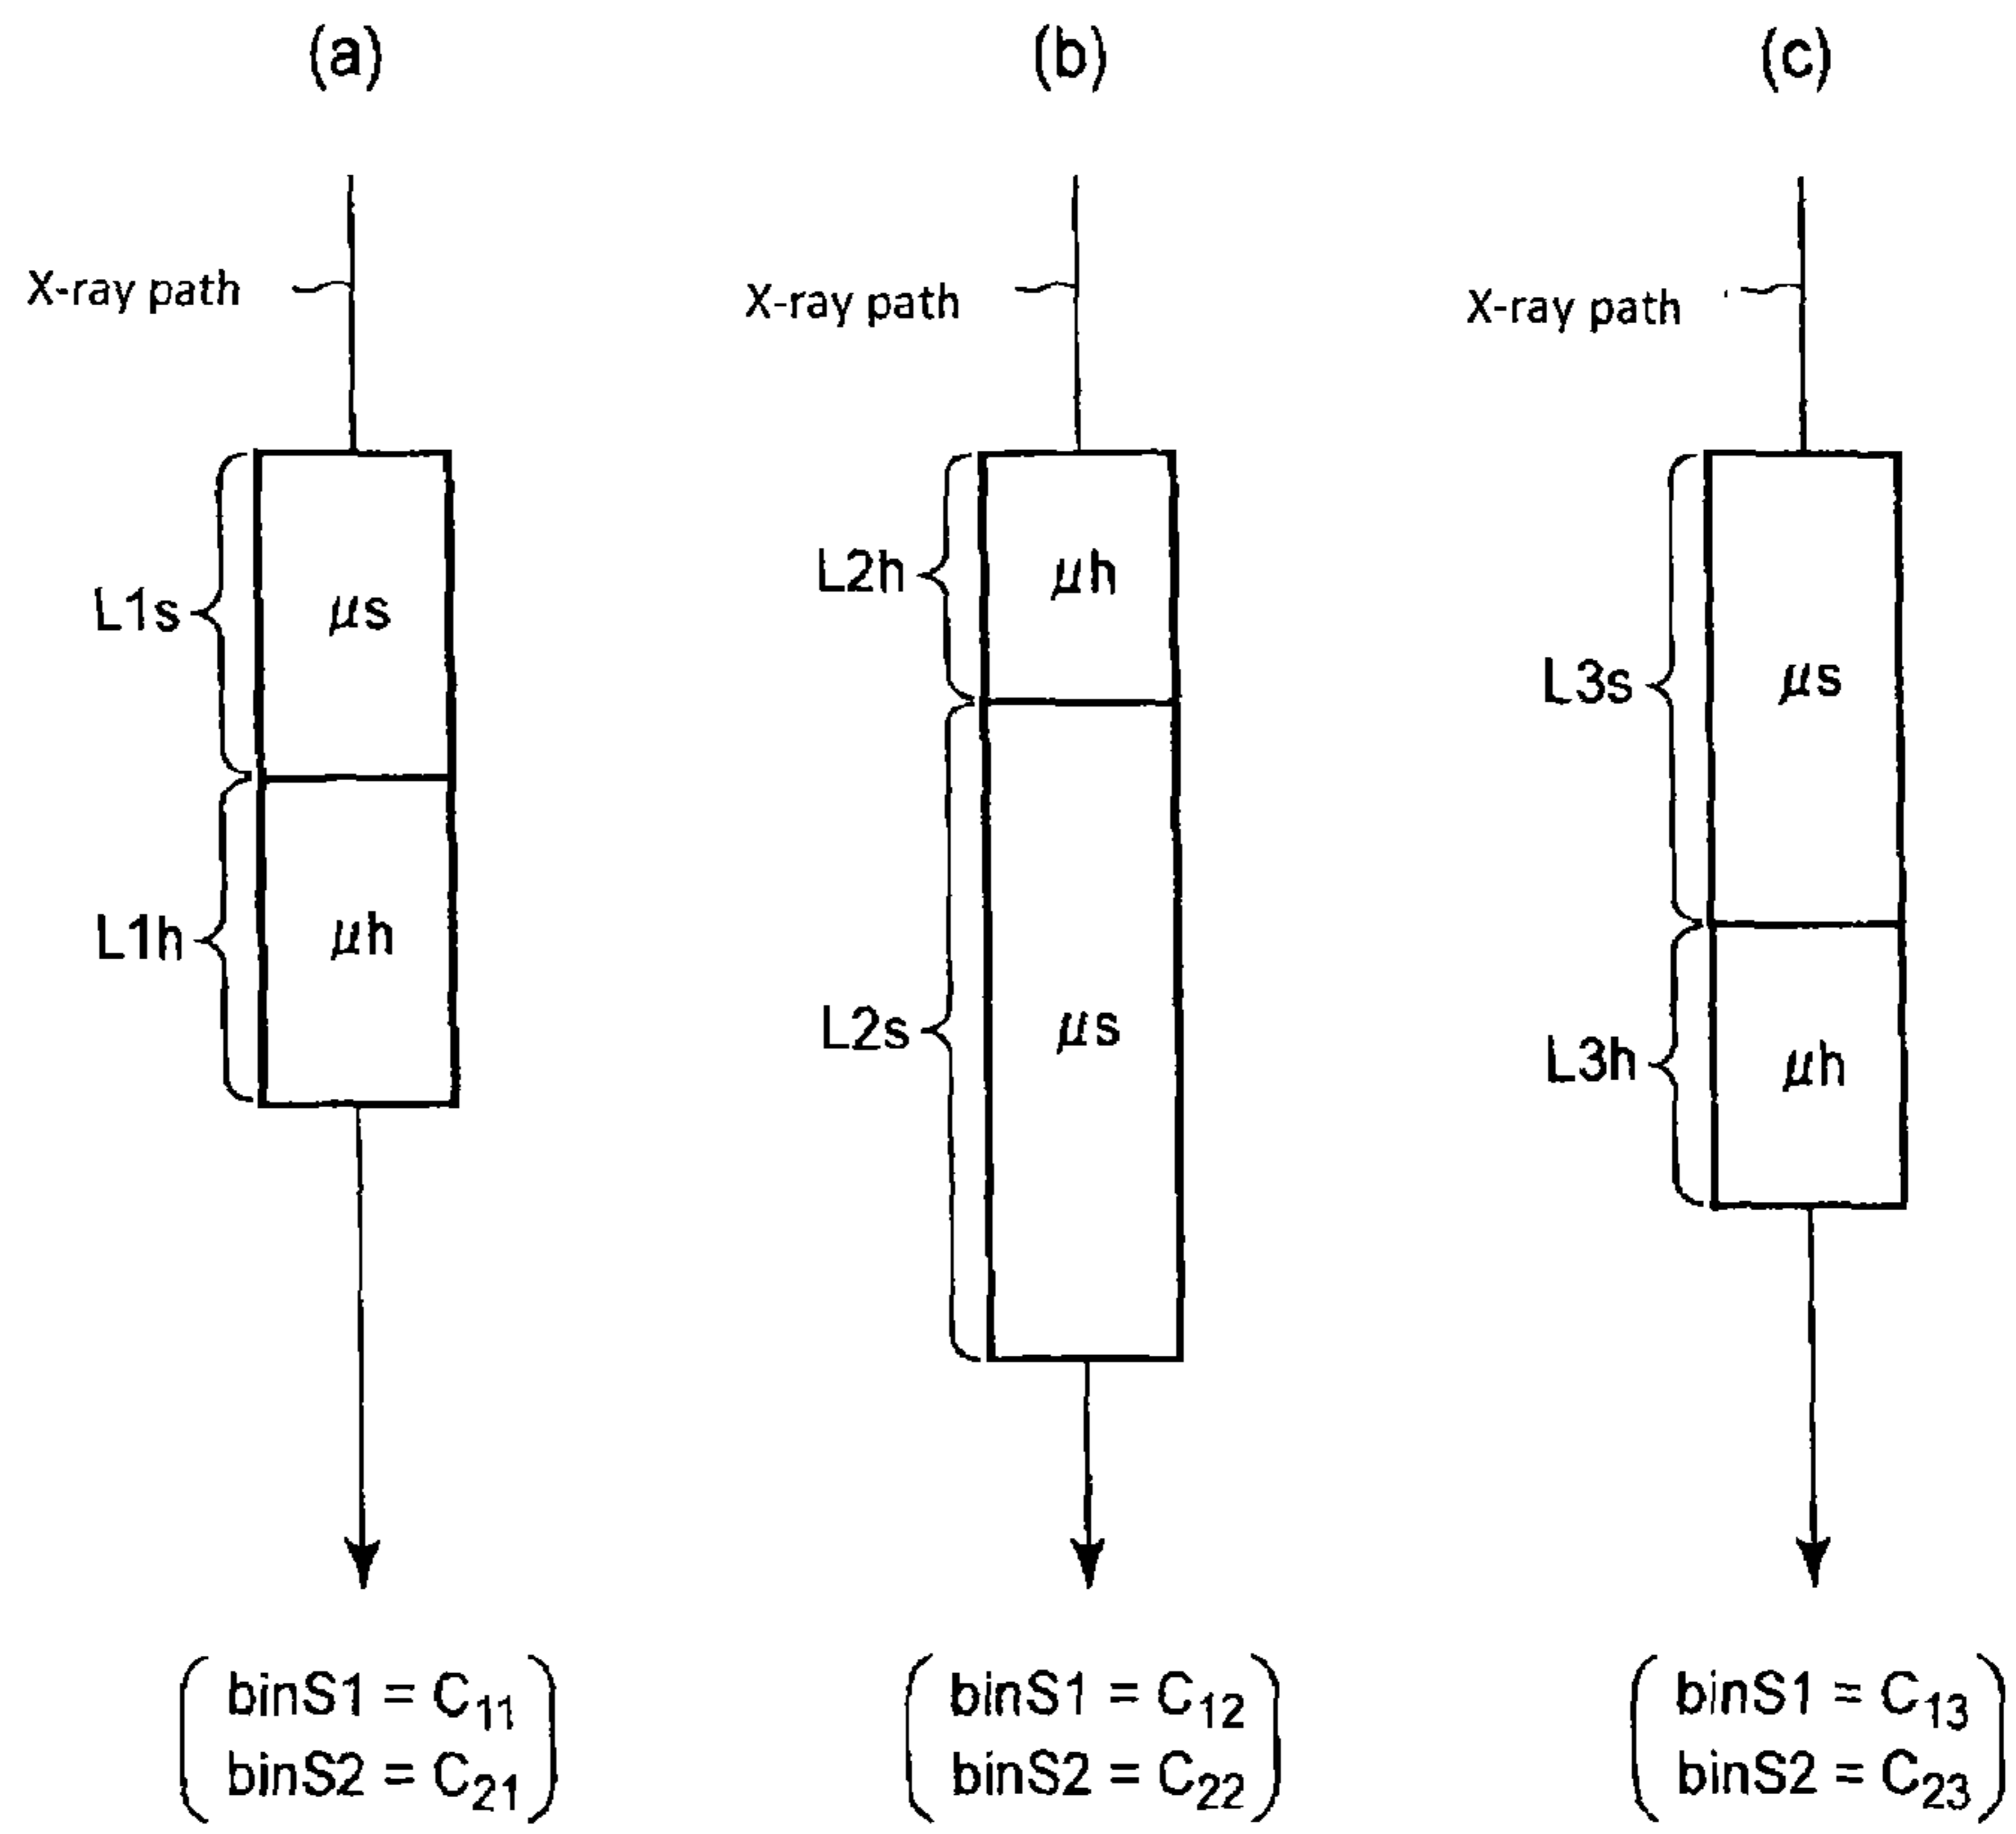 (a)
X-ray path
L1s
μs
L1h
μh
binS1 = C₁₁
binS2 = C₂₁
(b)
X-ray path
L2h
μh
L2s
μs
binS1 = C₁₂
binS2 = C₂₂
(c)
X-ray path
L3s
μs
L3h
μh
binS1 = C₁₃
binS2 = C₂₃